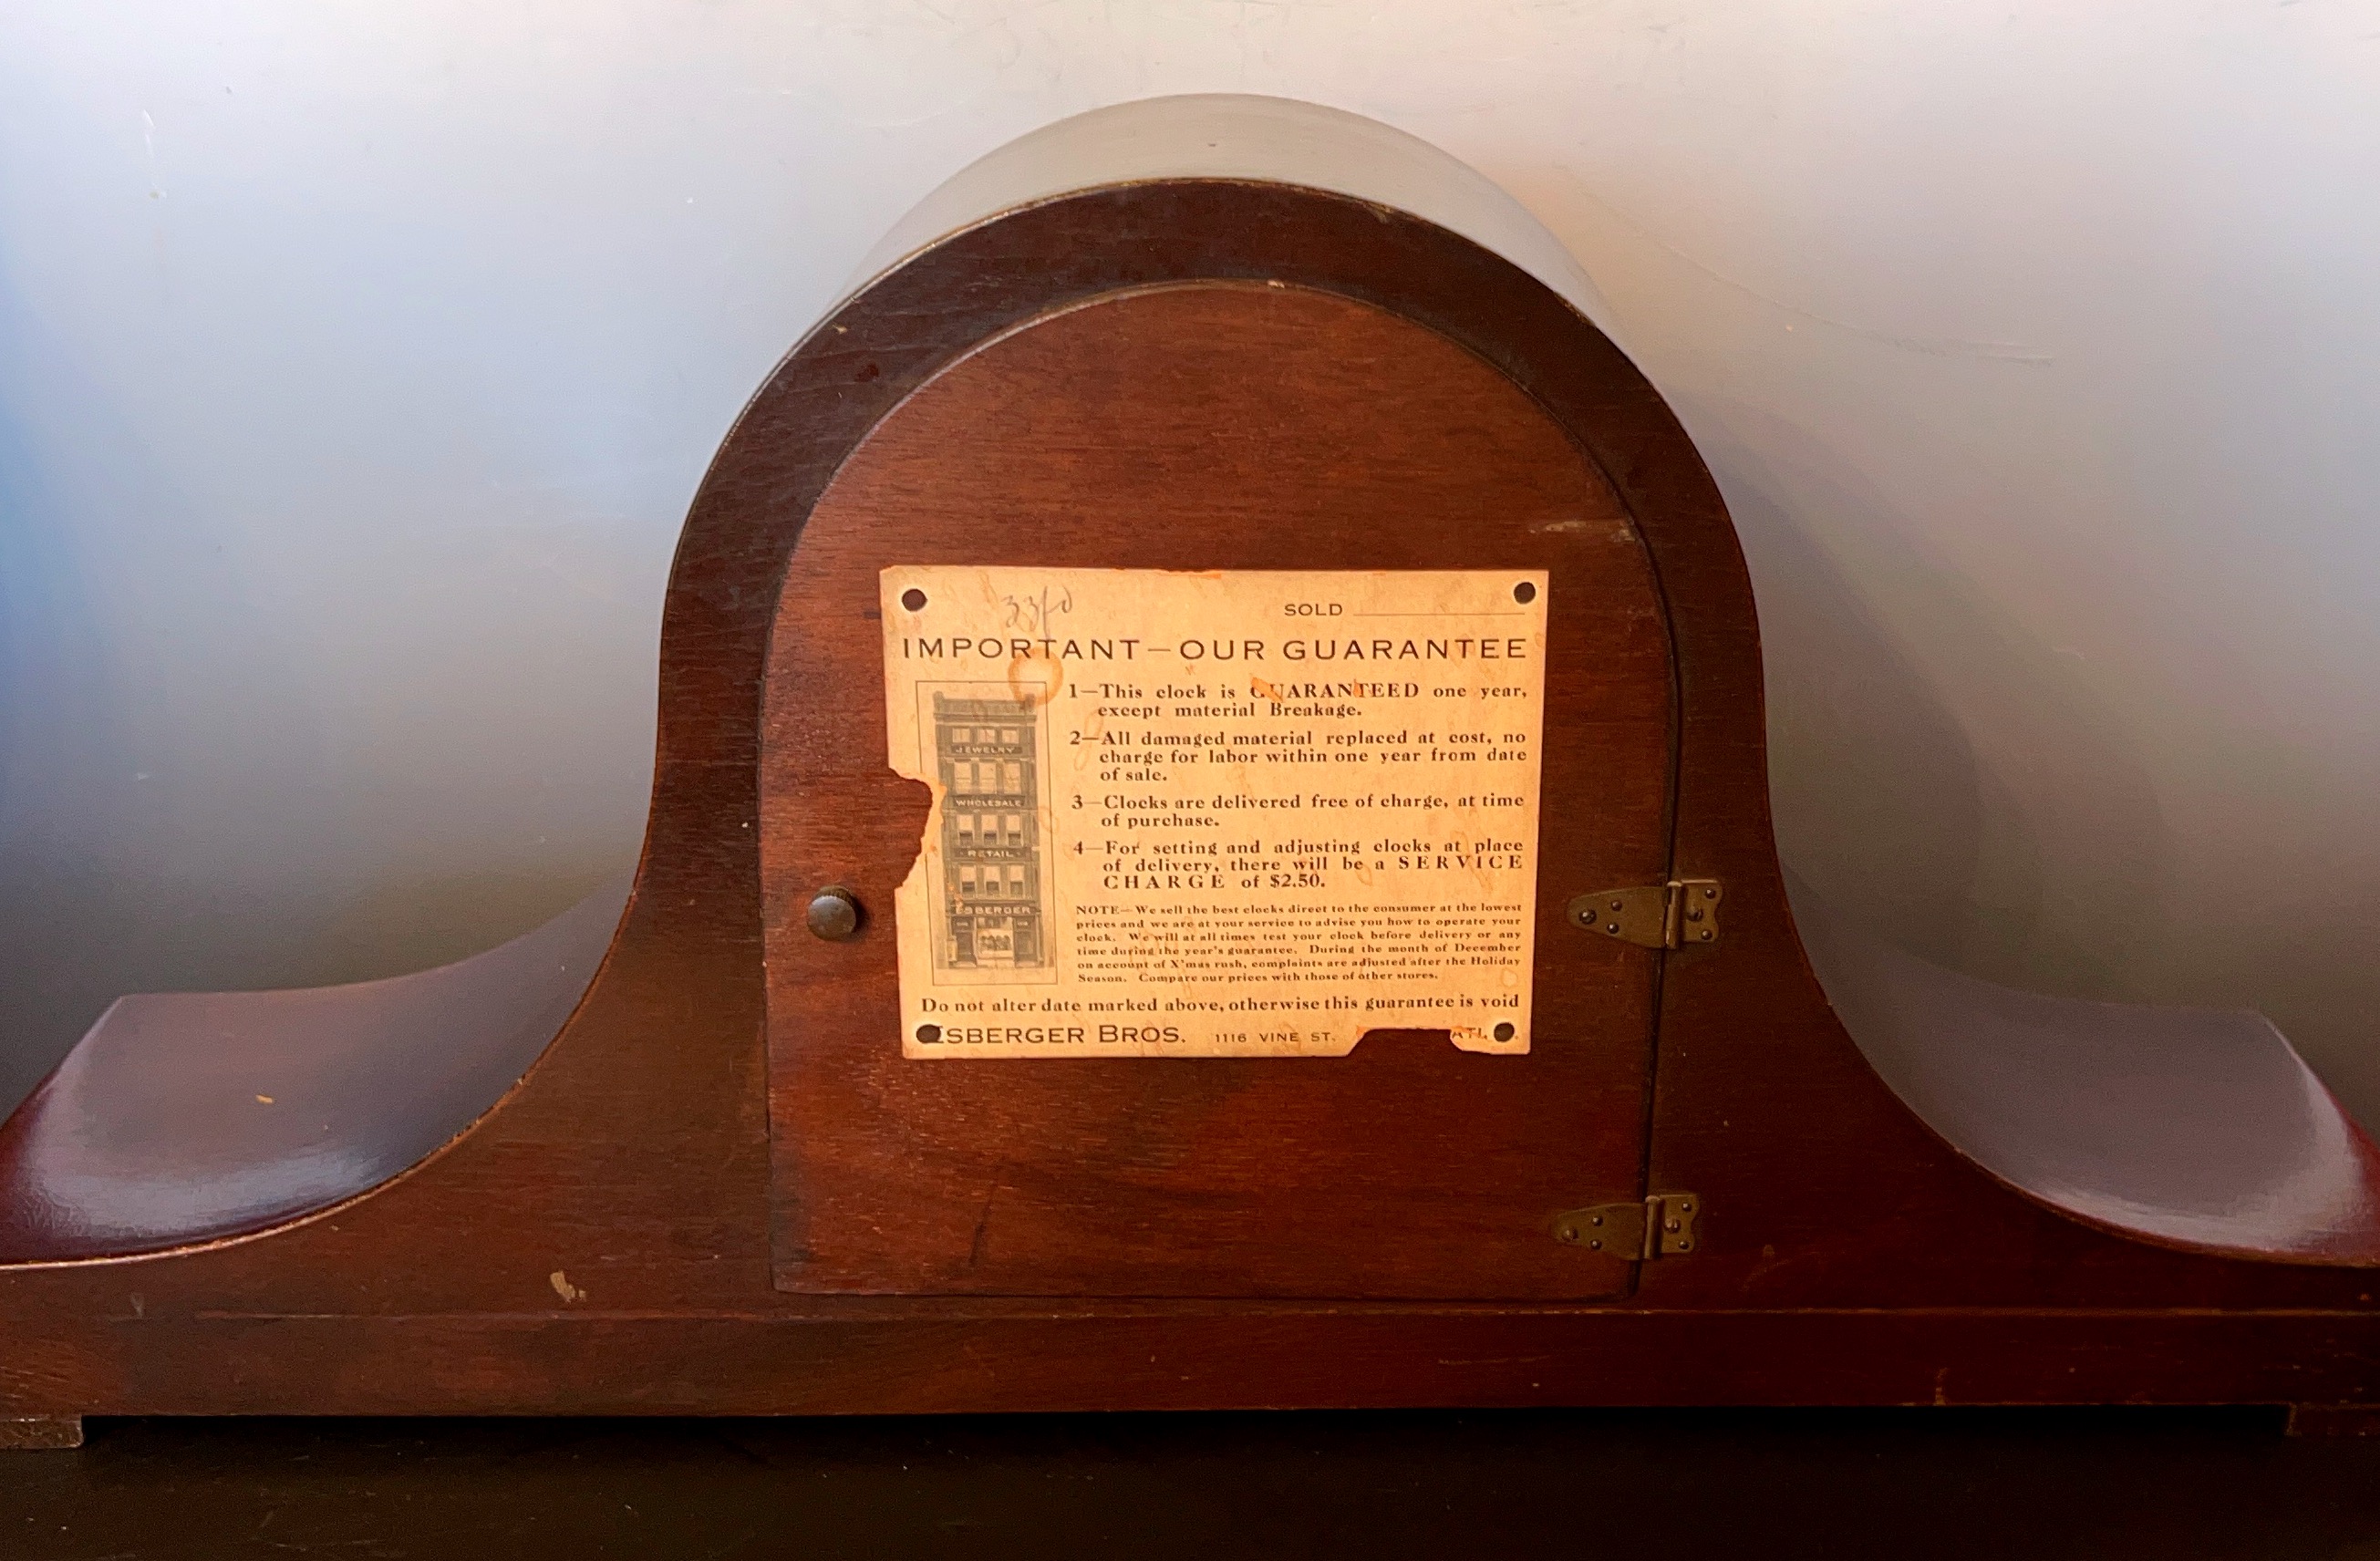 SOLD
IMPORTANT—OUR GUARANTEE
JEWELRY
WHOLESALE
RETAIL
ESBERGER
1—This clock is GUARANTEED one year,
except material Breakage.
2—All damaged material replaced at cost, no
charge for labor within one year from date
of sale.
3—Clocks are delivered free of charge, at time
of purchase.
4—For setting and adjusting clocks at place
of delivery, there will be a SERVICE
CHARGE of $2.50.
NOTE—We sell the best clocks direct to the consumer at the lowest
prices and we are at your service to advise you how to operate your
clock. We will at all times test your clock before delivery or any
time during the year's guarantee. During the month of December
on account of X'mas rush, complaints are adjusted after the Holiday
Season. Compare our prices with those of other stores.
Do not alter date marked above, otherwise this guarantee is void
ESBERGER BROS. 1116 VINE ST.